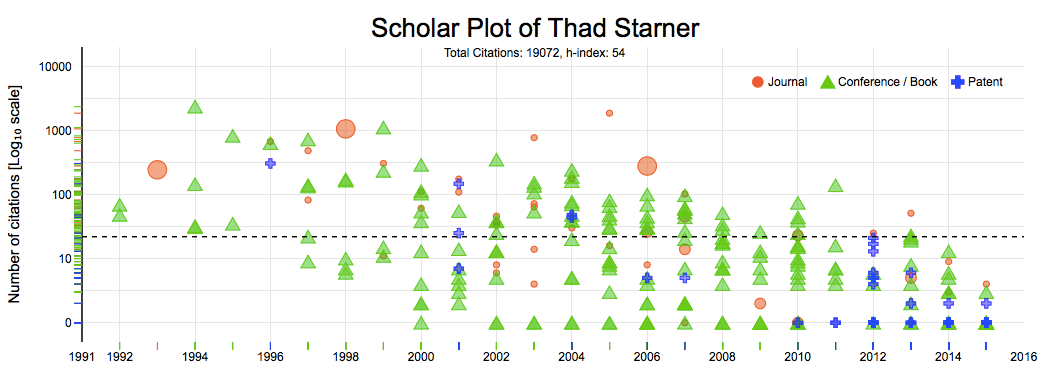 Scholar Plot of Thad Starner
Total Citations: 19072, h-index: 54
Journal
Conference / Book
Patent
Number of citations [Log₁₀ scale]
10000
1000
100
10
0
1991 1992 1994 1996 1998 2000 2002 2004 2006 2008 2010 2012 2014 2016